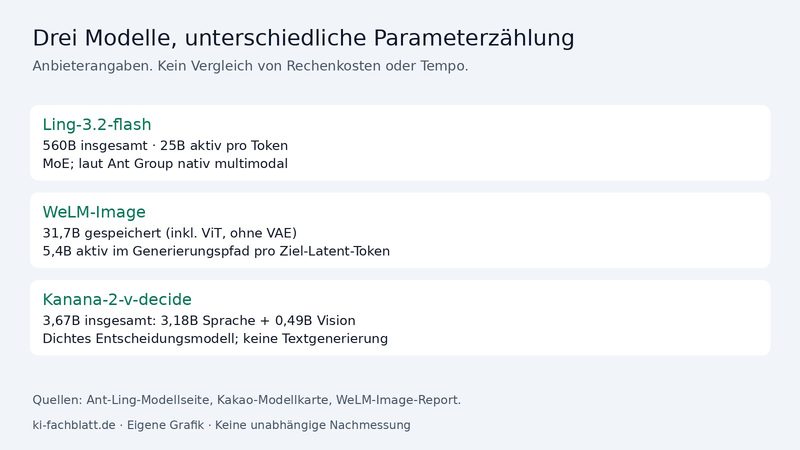 Drei Modelle, unterschiedliche Parameterzählung
Anbieterangaben. Kein Vergleich von Rechenkosten oder Tempo.
Ling-3.2-flash
560B insgesamt · 25B aktiv pro Token
MoE; laut Ant Group nativ multimodal
WeLM-Image
31,7B gespeichert (inkl. ViT, ohne VAE)
5,4B aktiv im Generierungspfad pro Ziel-Latent-Token
Kanana-2-v-decide
3,67B insgesamt: 3,18B Sprache + 0,49B Vision
Dichtes Entscheidungsmodell; keine Textgenerierung
Quellen: Ant-Ling-Modellseite, Kakao-Modellkarte, WeLM-Image-Report.
ki-fachblatt.de · Eigene Grafik · Keine unabhängige Nachmessung